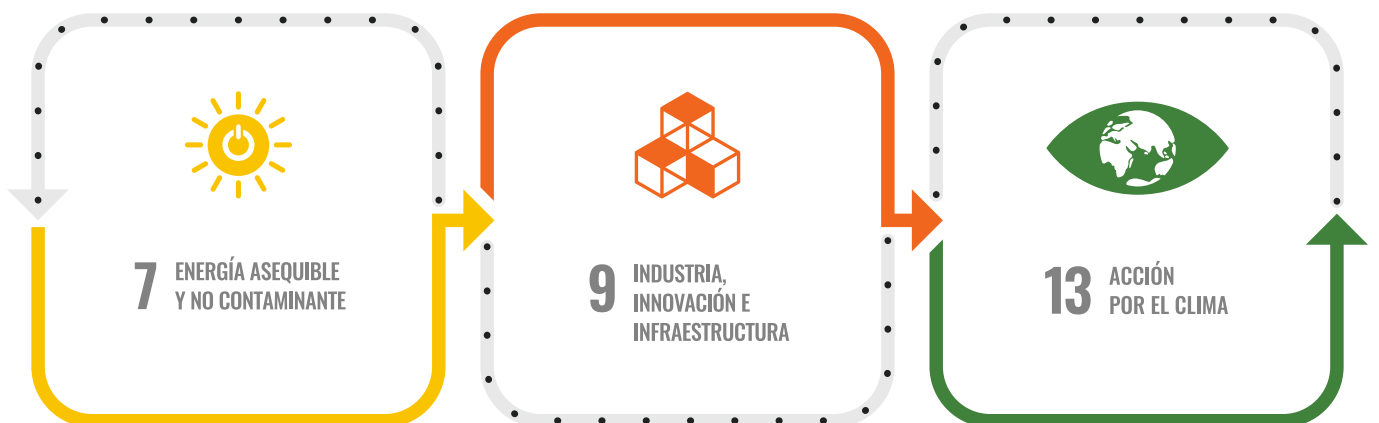 7
ENERGÍA ASEQUIBLE
Y NO CONTAMINANTE
9
INDUSTRIA,
INNOVACIÓN E
INFRAESTRUCTURA
13
ACCIÓN
POR EL CLIMA